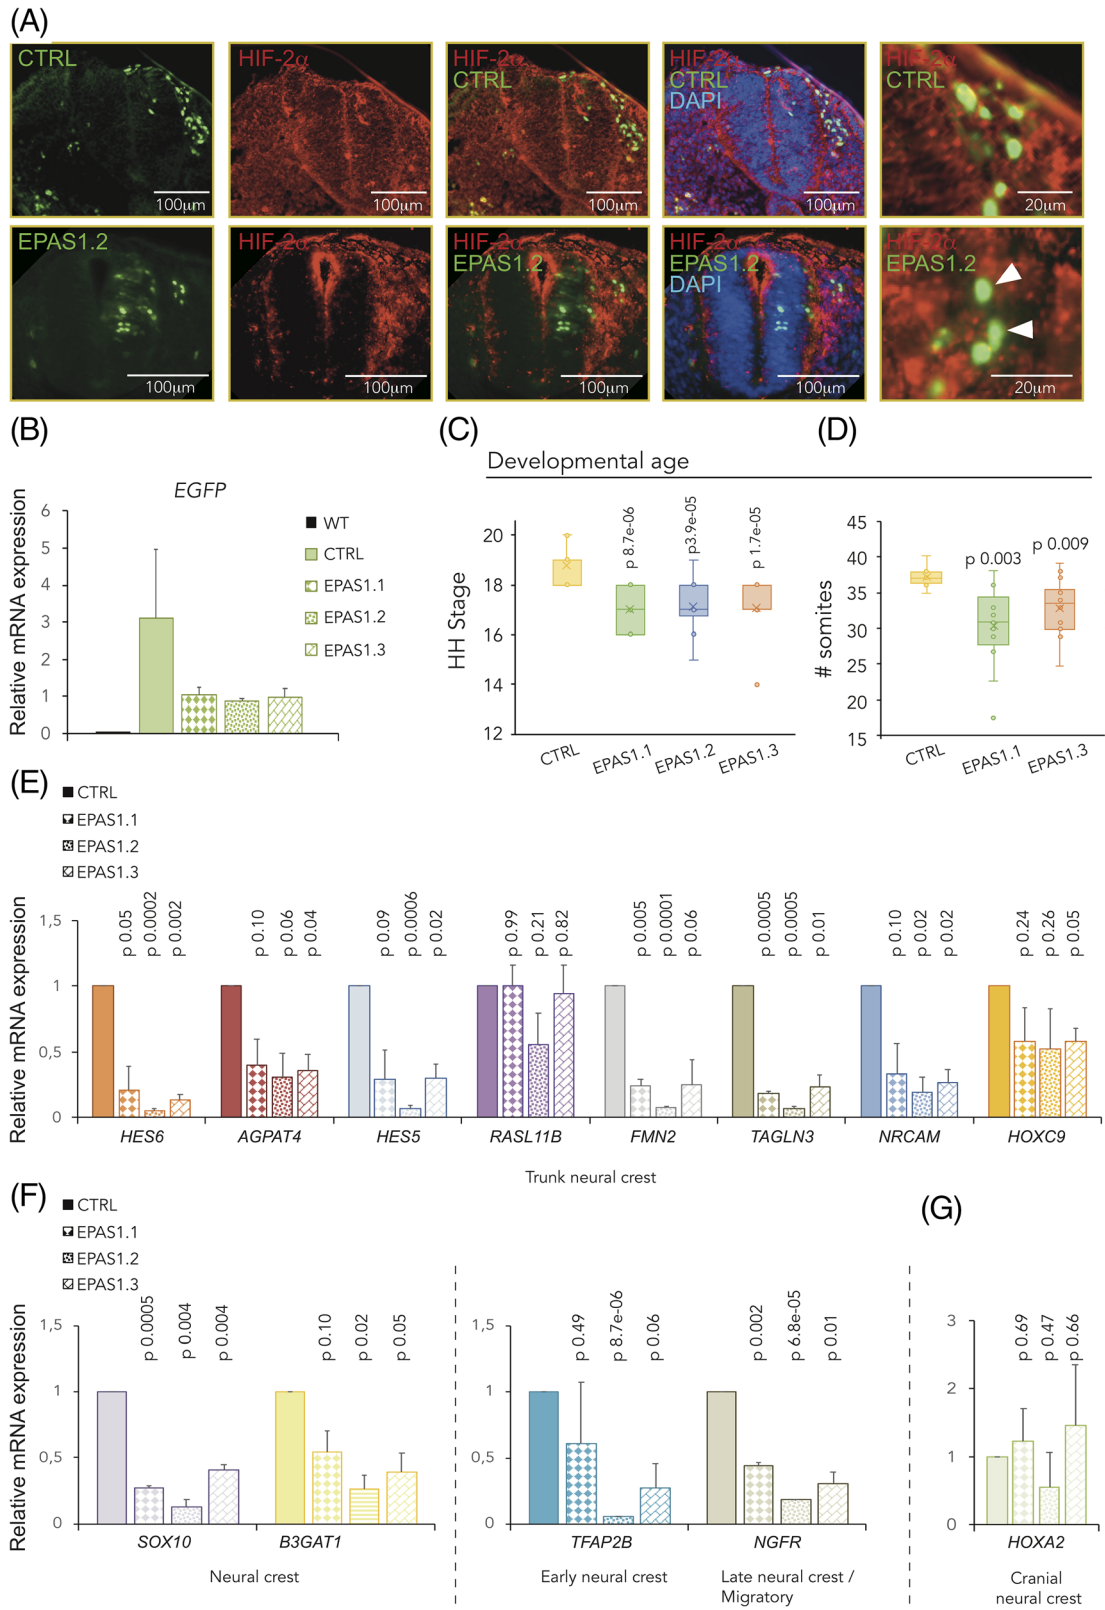 (A)
CTRL
HIF-2α
HIF-2α
CTRL
HIF-2α
CTRL
DAPI
HIF-2α
CTRL
100μm
100μm
100μm
100μm
20μm
EPAS1.2
HIF-2α
HIF-2α
EPAS1.2
HIF-2α
EPAS1.2
DAPI
HIF-2α
EPAS1.2
100μm
100μm
100μm
100μm
20μm
(B)
EGFP
Relative mRNA expression
6
5
4
3
2
1
0
WT
CTRL
EPAS1.1
EPAS1.2
EPAS1.3
(C)
Developmental age
HH Stage
20
18
16
14
12
p 8.7e-06
p3.9e-05
p 1.7e-05
CTRL
EPAS1.1
EPAS1.2
EPAS1.3
(D)
# somites
45
40
35
30
25
20
15
p 0.003
p 0.009
CTRL
EPAS1.1
EPAS1.3
(E)
CTRL
EPAS1.1
EPAS1.2
EPAS1.3
Relative mRNA expression
1,5
1
0,5
0
p 0.05
p 0.0002
p 0.002
p 0.10
p 0.06
p 0.04
p 0.09
p 0.0006
p 0.02
p 0.99
p 0.21
p 0.82
p 0.005
p 0.0001
p 0.06
p 0.0005
p 0.0005
p 0.01
p 0.10
p 0.02
p 0.02
p 0.24
p 0.26
p 0.05
HES6
AGPAT4
HES5
RASL11B
FMN2
TAGLN3
NRCAM
HOXC9
Trunk neural crest
(F)
CTRL
EPAS1.1
EPAS1.2
EPAS1.3
Relative mRNA expression
1,5
1
0,5
0
p 0.0005
p 0.004
p 0.004
p 0.10
p 0.02
p 0.05
SOX10
B3GAT1
Neural crest
1,5
1
0,5
0
p 0.49
p 8.7e-06
p 0.06
p 0.002
p 6.8e-05
p 0.01
TFAP2B
NGFR
Early neural crest
Late neural crest /
Migratory
(G)
3
2
1
0
p 0.69
p 0.47
p 0.66
HOXA2
Cranial
neural crest